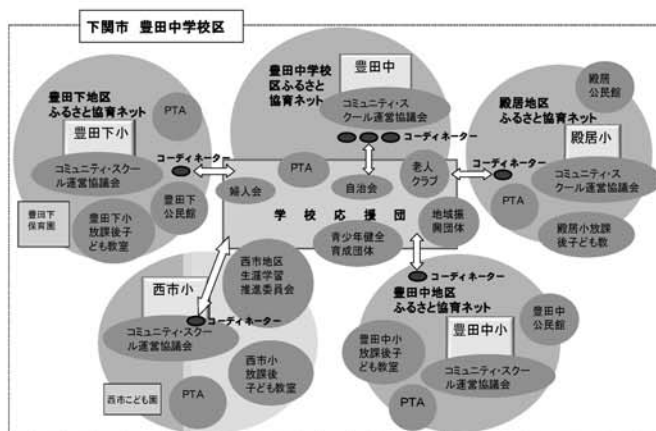 下関市 豊田中学校区
豊田下地区
ふるさと協育ネット
豊田下小
PTA
コミュニティ・スクール
運営協議会
コーディネーター
豊田下
公民館
豊田下
保育園
豊田下小
放課後子
ども教室
豊田中学校
区ふるさと
協育ネット
豊田中
コミュニティ・ス
クール運営協議会
コーディネーター
殿居
公民館
殿居地区
ふるさと協育ネット
殿居小
コーディネーター
コミュニティ・ス
クール運営協議会
PTA
殿居小放課
後子ども教
婦人会
PTA
自治会
老人
クラブ
学校応援団
青少年健全
育成団体
地域振
興団体
西市小
西市地区
生涯学習
推進委員会
コーディネーター
コミュニティ・スクー
ル運営協議会
西市こども園
PTA
西市小
放課後
子ども教室
コーディネーター
豊田中地区
ふるさと協育ネット
豊田中
公民館
豊田中小
豊田中小
放課後子
ども教室
コミュニティ・スクー
ル運営協議会
PTA